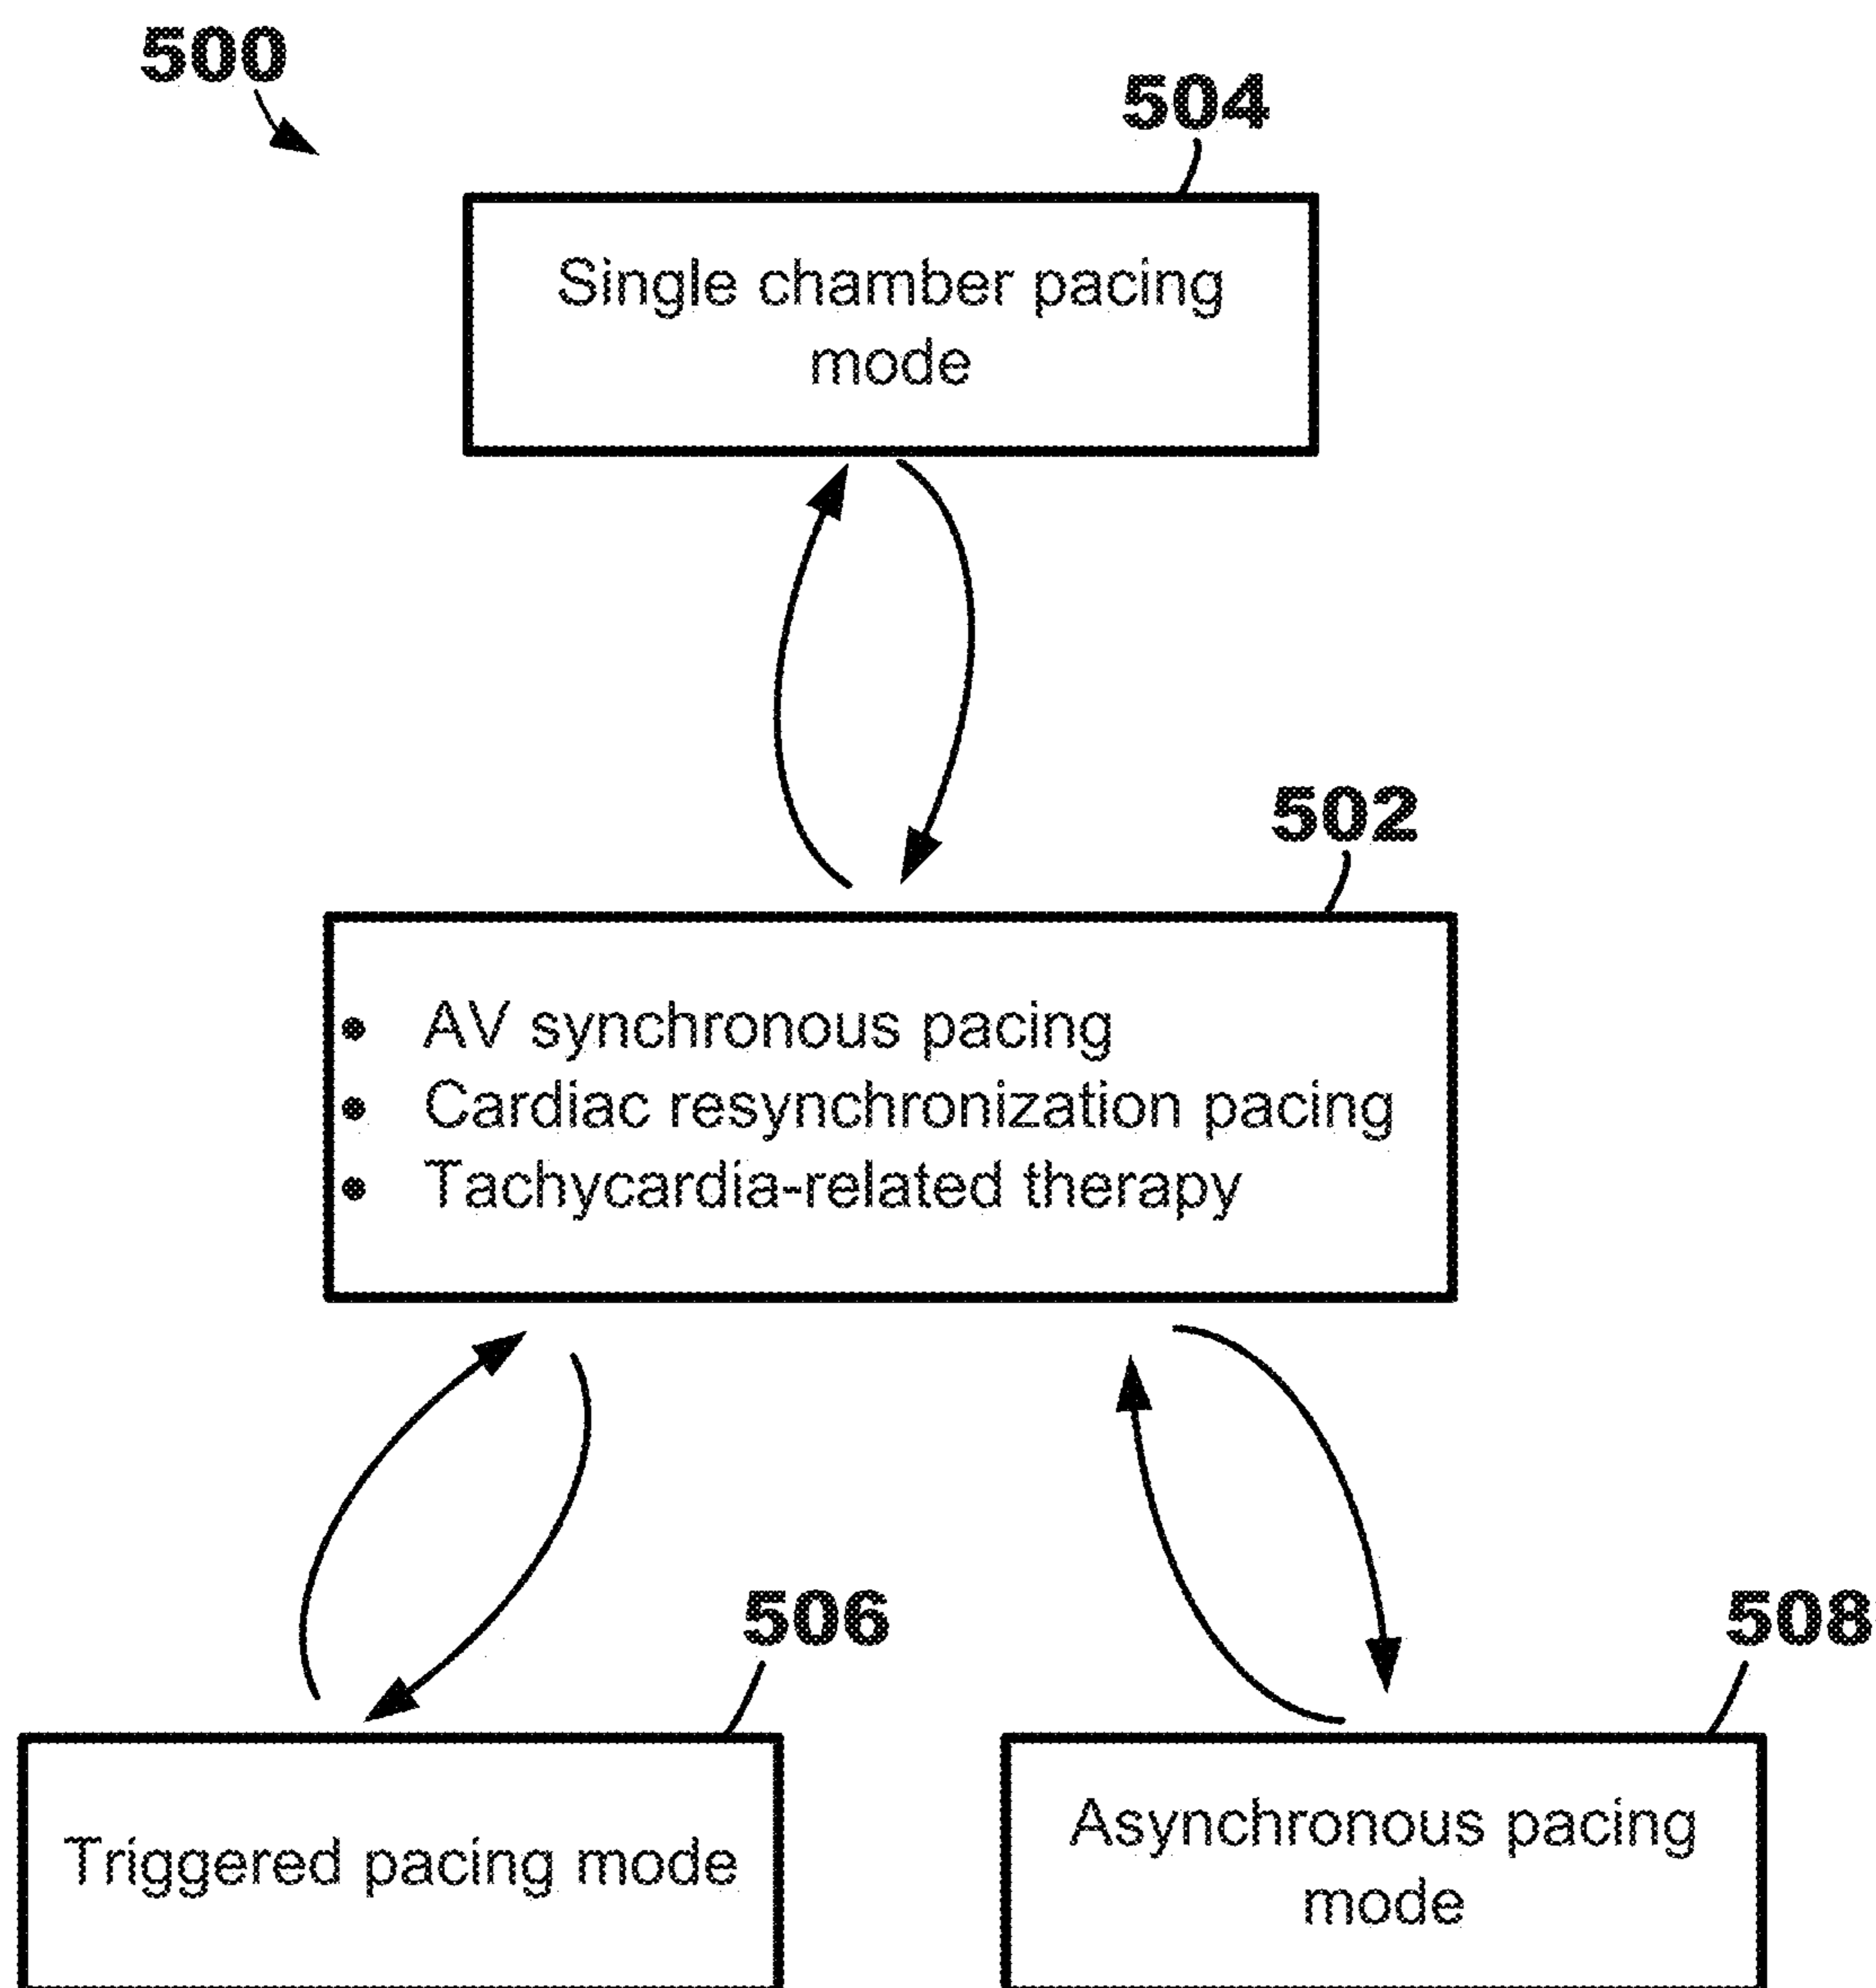 500
504
Single chamber pacing
mode
502
• AV synchronous pacing
• Cardiac resynchronization pacing
• Tachycardia-related therapy
506
508
Triggered pacing mode
Asynchronous pacing
mode